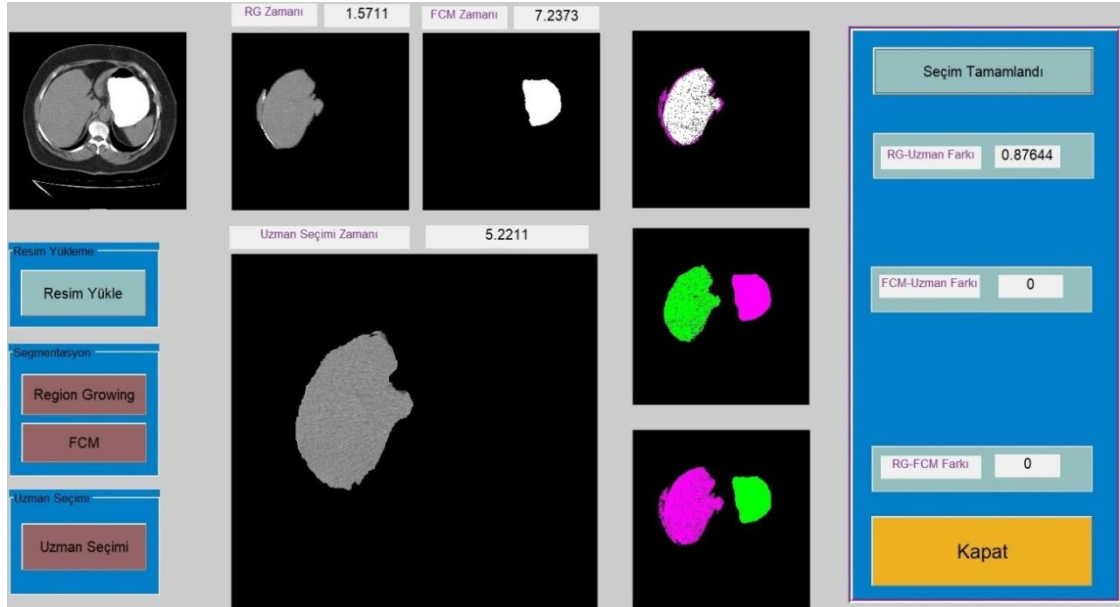 RG Zamanı
1.5711
FCM Zamanı
7.2373
Seçim Tamamlandı
RG-Uzman Farkı
0.87644
Uzman Seçimi Zamanı
5.2211
Resim Yükleme
Resim Yükle
FCM-Uzman Farkı
0
Segmentasyon
Region Growing
FCM
RG-FCM Farkı
0
Uzman Seçimi
Uzman Seçimi
Kapat